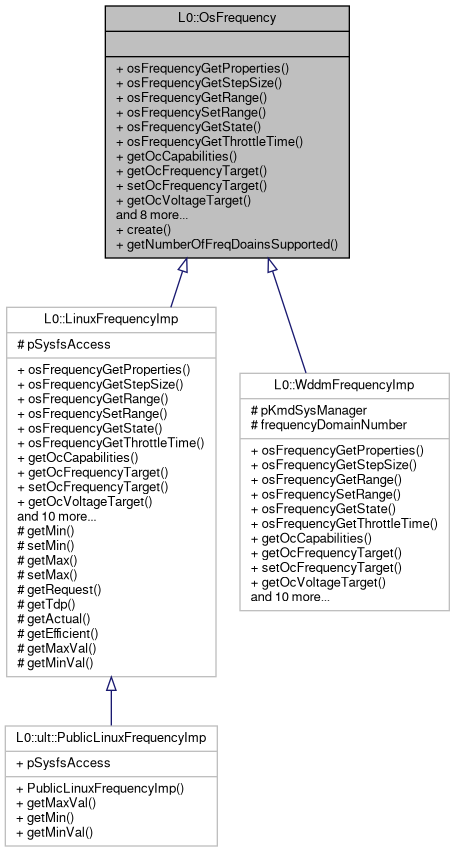 L0::OsFrequency
+ osFrequencyGetProperties()
+ osFrequencyGetStepSize()
+ osFrequencyGetRange()
+ osFrequencySetRange()
+ osFrequencyGetState()
+ osFrequencyGetThrottleTime()
+ getOcCapabilities()
+ getOcFrequencyTarget()
+ setOcFrequencyTarget()
+ getOcVoltageTarget()
and 8 more...
+ create()
+ getNumberOfFreqDoainsSupported()
L0::LinuxFrequencyImp
# pSysfsAccess
+ osFrequencyGetProperties()
+ osFrequencyGetStepSize()
+ osFrequencyGetRange()
+ osFrequencySetRange()
+ osFrequencyGetState()
+ osFrequencyGetThrottleTime()
+ getOcCapabilities()
+ getOcFrequencyTarget()
+ setOcFrequencyTarget()
+ getOcVoltageTarget()
and 10 more...
# getMin()
# setMin()
# getMax()
# setMax()
# getRequest()
# getTdp()
# getActual()
# getEfficient()
# getMaxVal()
# getMinVal()
L0::WddmFrequencyImp
# pKmdSysManager
# frequencyDomainNumber
+ osFrequencyGetProperties()
+ osFrequencyGetStepSize()
+ osFrequencyGetRange()
+ osFrequencySetRange()
+ osFrequencyGetState()
+ osFrequencyGetThrottleTime()
+ getOcCapabilities()
+ getOcFrequencyTarget()
+ setOcFrequencyTarget()
+ getOcVoltageTarget()
and 10 more...
L0::ult::PublicLinuxFrequencyImp
+ pSysfsAccess
+ PublicLinuxFrequencyImp()
+ getMaxVal()
+ getMin()
+ getMinVal()